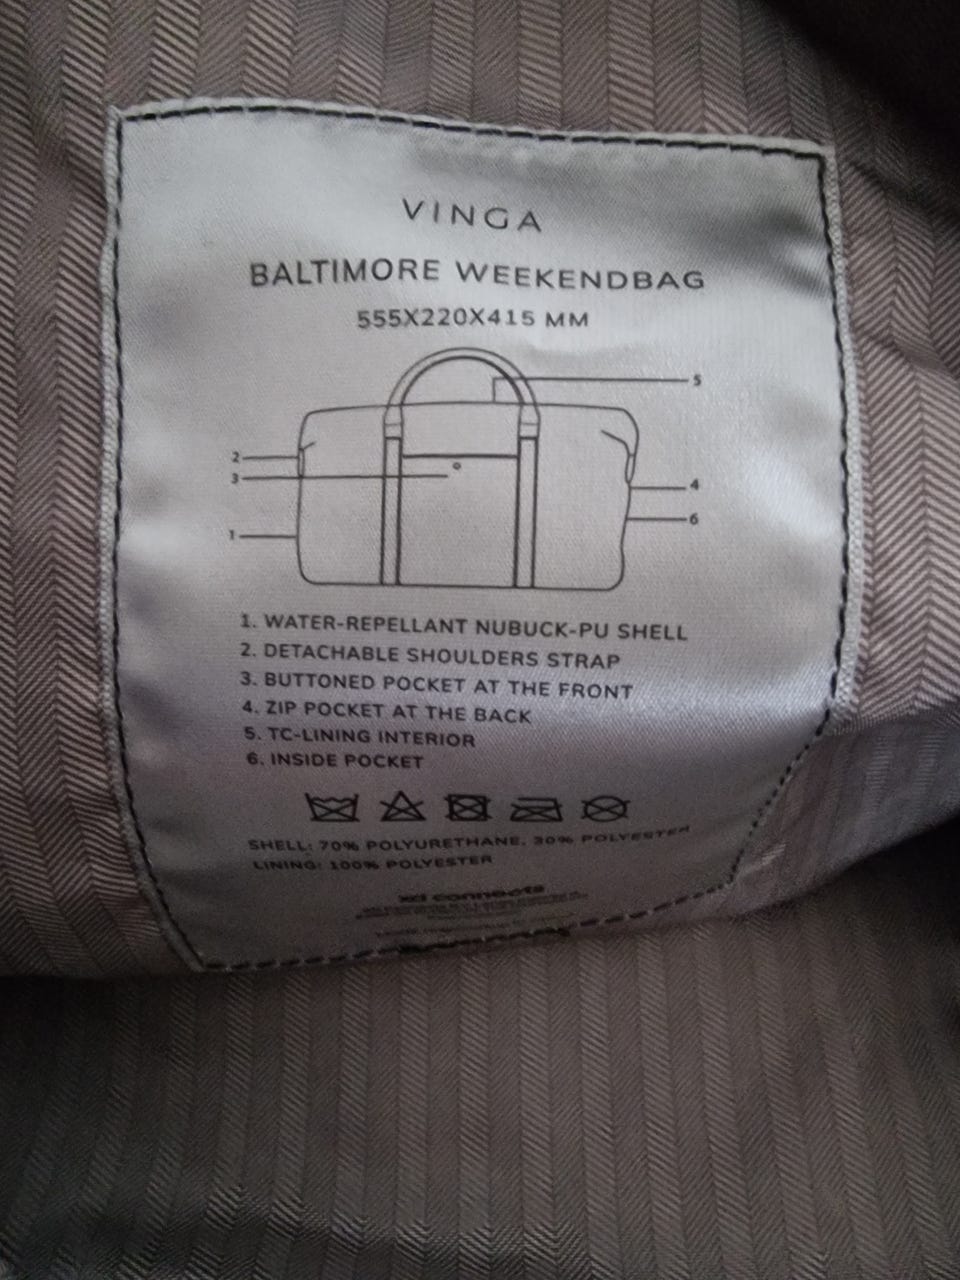 VINGA
BALTIMORE WEEKENDBAG
555X220X415 MM
5
2
3
4
6
1
1. WATER-REPELLANT NUBUCK-PU SHELL
2. DETACHABLE SHOULDERS STRAP
3. BUTTONED POCKET AT THE FRONT
4. ZIP POCKET AT THE BACK
5. TC-LINING INTERIOR
6. INSIDE POCKET
SHELL: 70% POLYURETHANE, 30% POLYESTER
LINING: 100% POLYESTER
xd connects